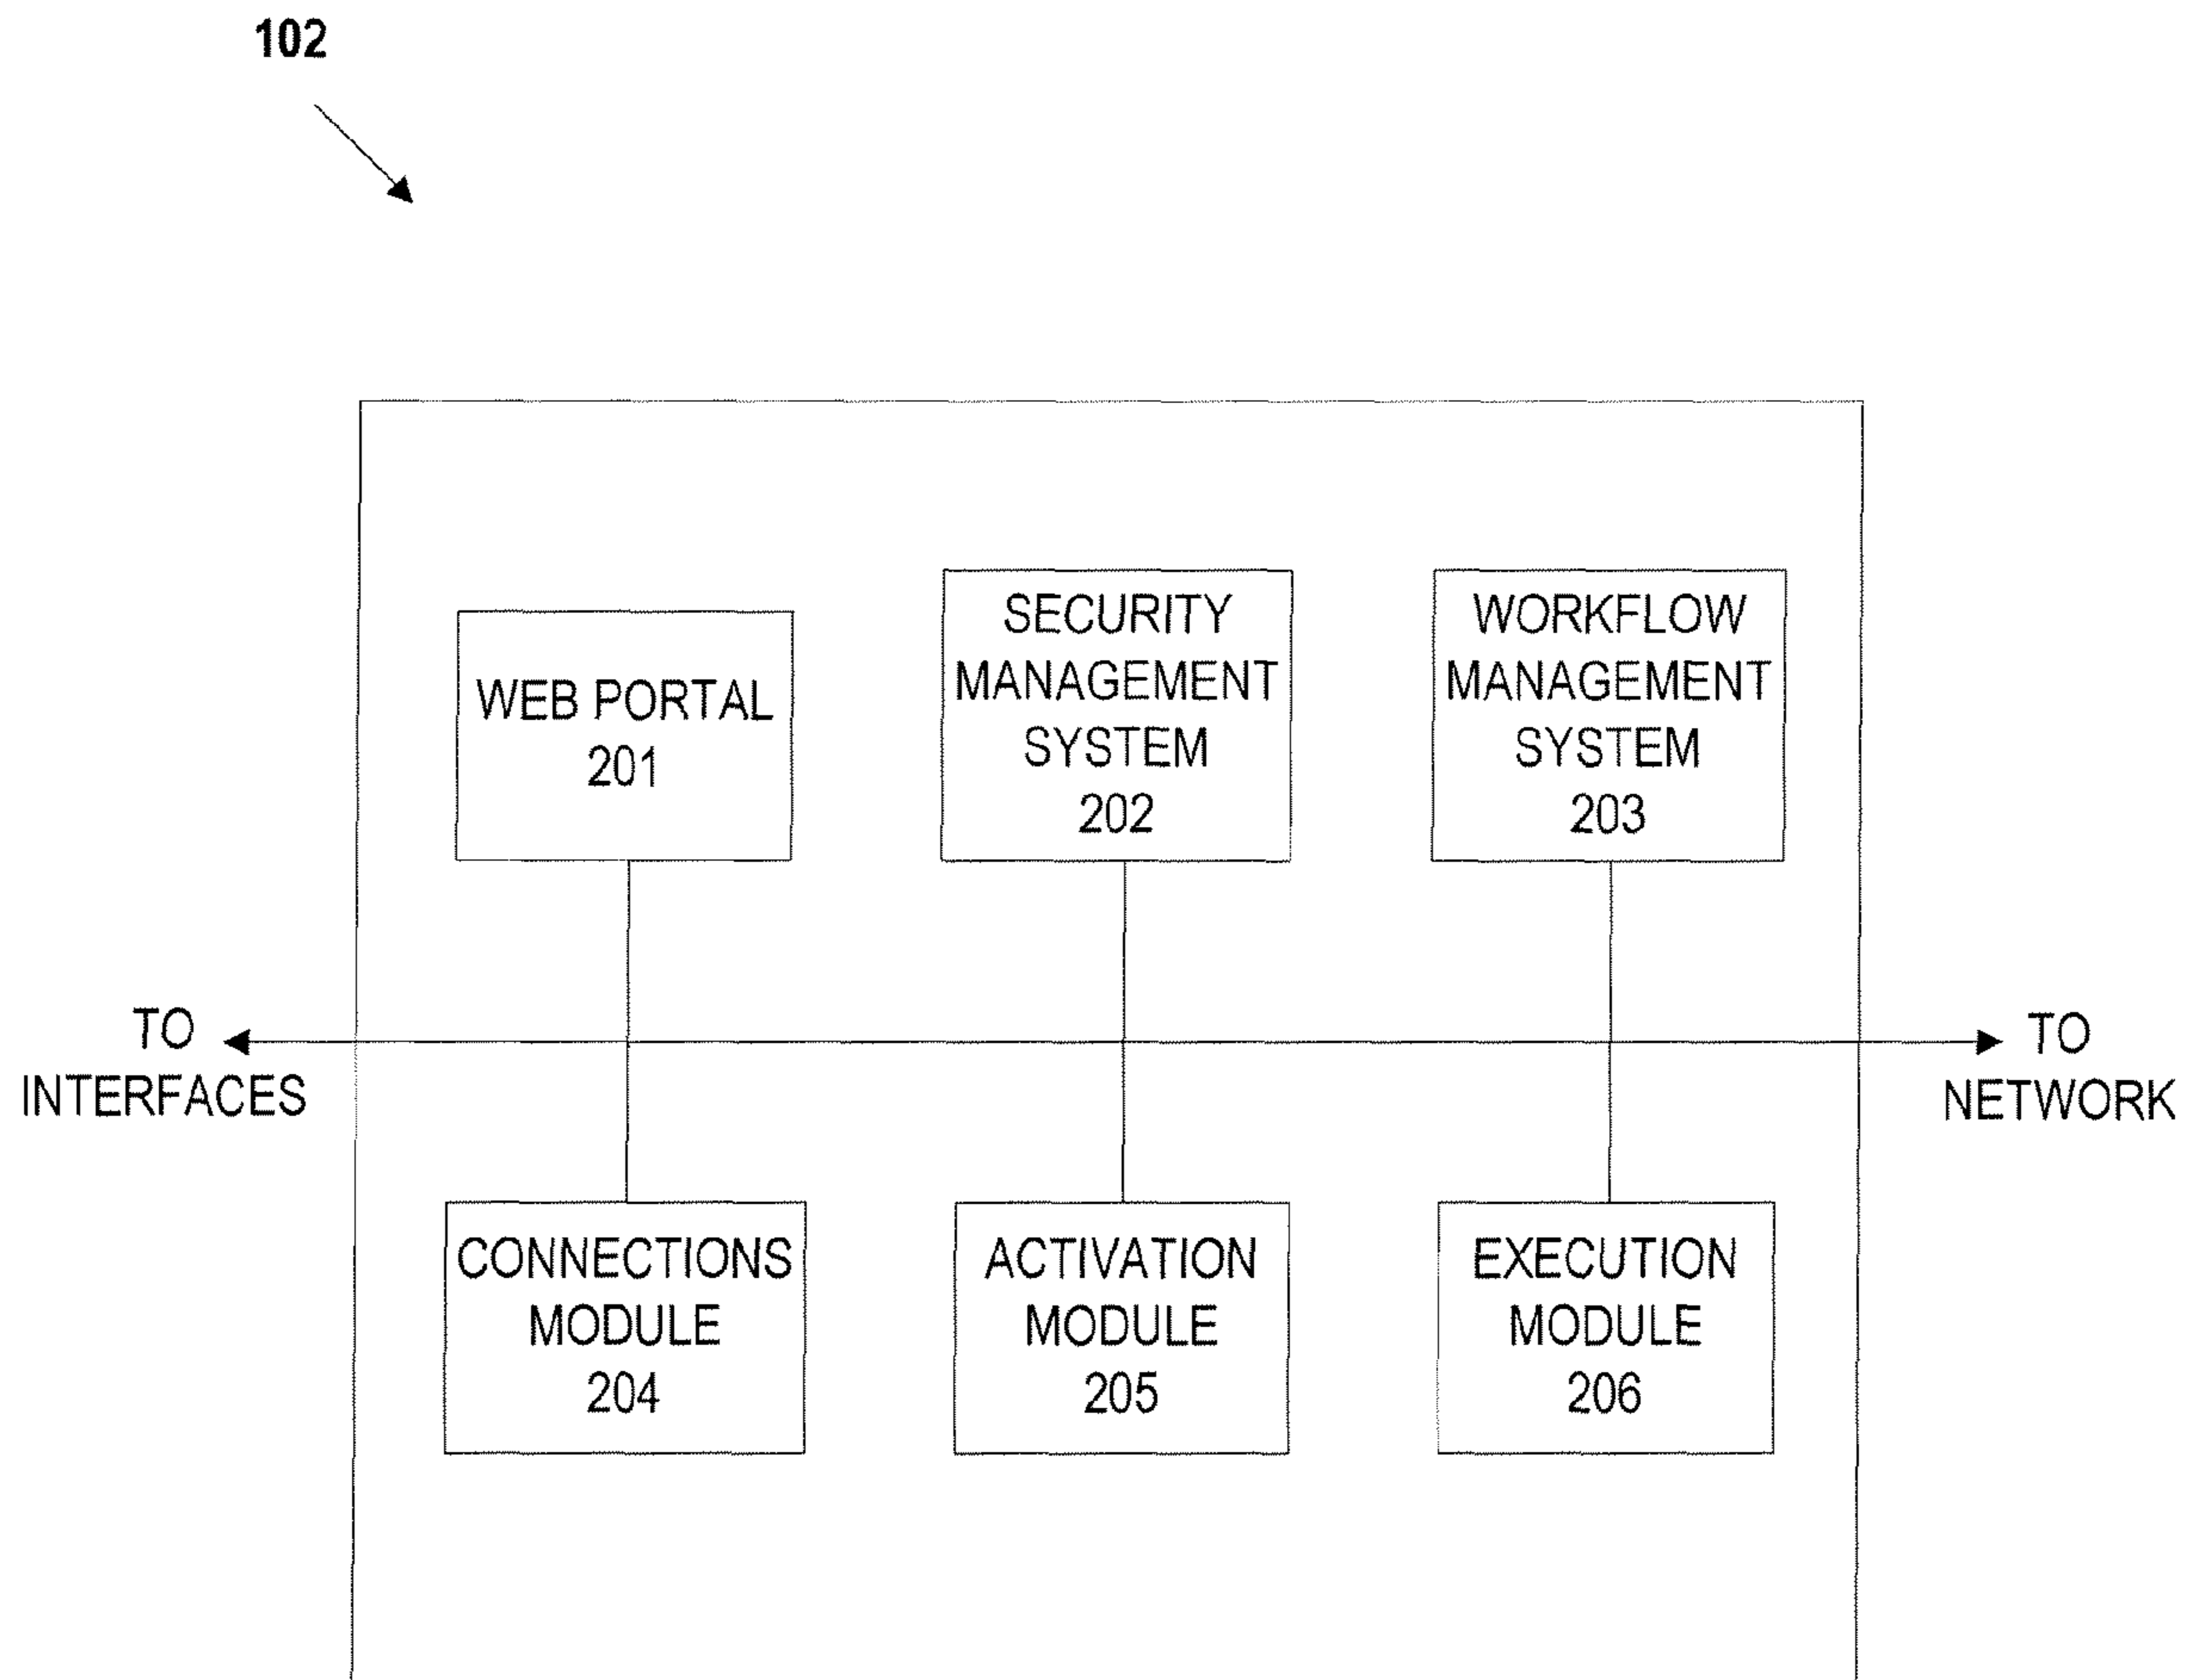 102
WEB PORTAL
201
SECURITY
MANAGEMENT
SYSTEM
202
WORKFLOW
MANAGEMENT
SYSTEM
203
TO
INTERFACES
TO
NETWORK
CONNECTIONS
MODULE
204
ACTIVATION
MODULE
205
EXECUTION
MODULE
206